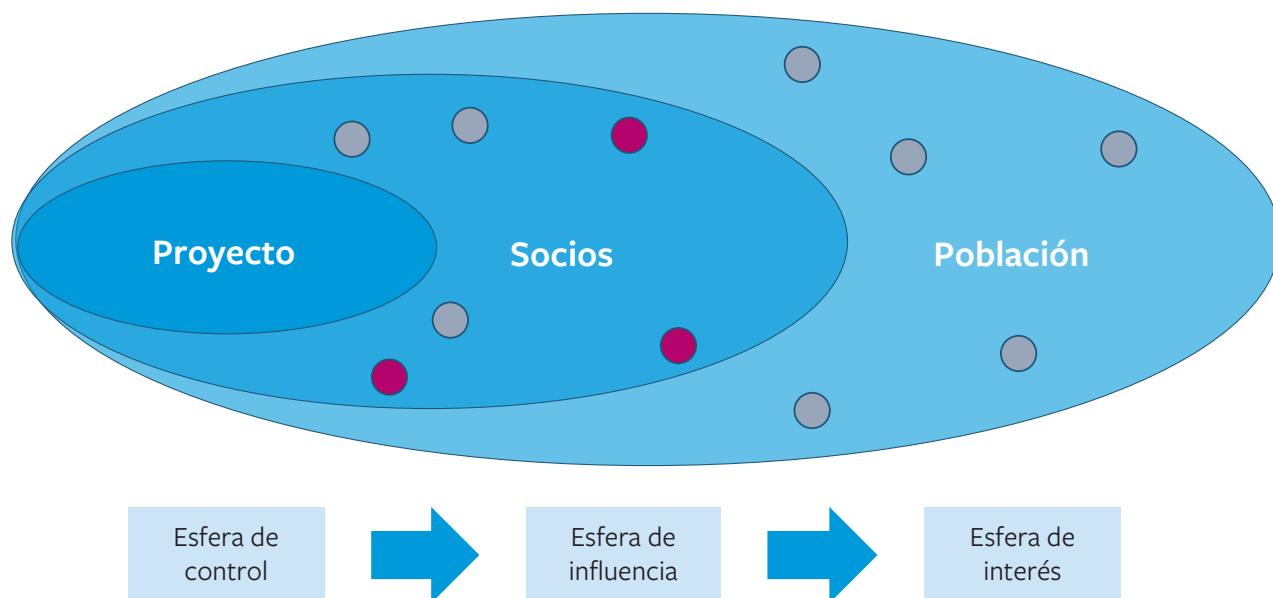 Proyecto
Socios
Población
Esfera de
control
Esfera de
influencia
Esfera de
interés